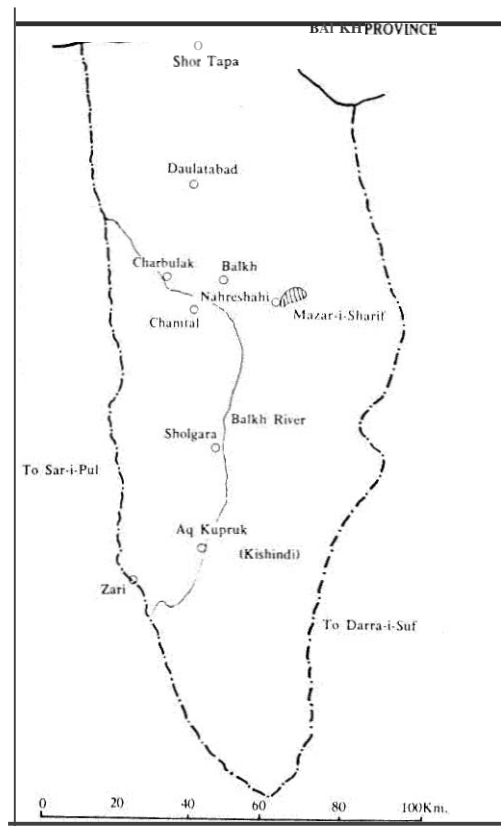 BALKH PROVINCE
Shor Tapa
Daulatabad
Charbulak
Balkh
Nahreshahi
Mazar-i-Sharif
Chamtal
Balkh River
Sholgara
To Sar-i-Pul
Aq Kupruk
(Kishindi)
Zari
To Darra-i-Suf
0 20 40 60 80 100Km.